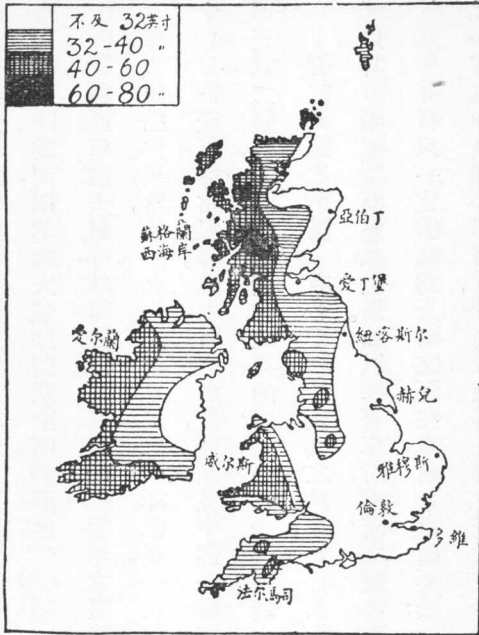 不及 32英寸
32-40 〃
40-60
60-80 〃
亞伯丁
蘇格蘭
西海岸
愛丁堡
愛尔蘭
紐喀斯尔
赫兒
威尔斯
雅穆斯
倫敦
多維
法尔馬司